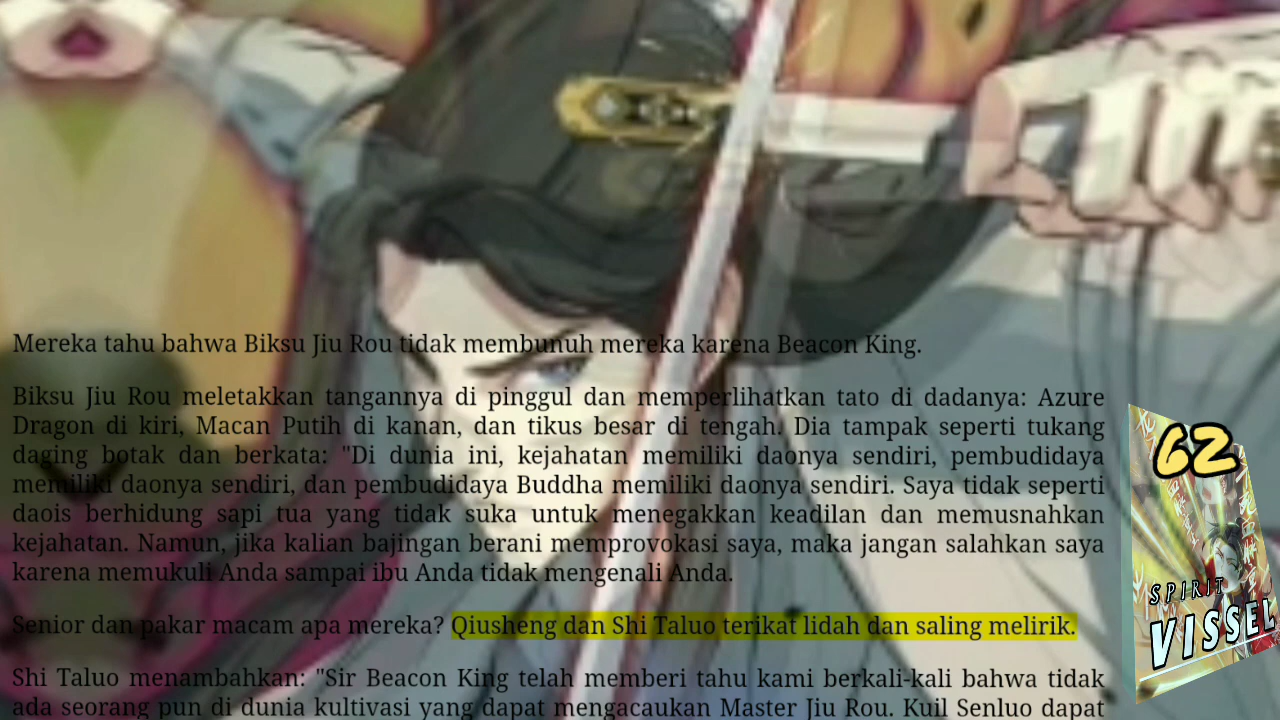 Mereka tahu bahwa Biksu Jiu Rou tidak membunuh mereka karena Beacon King.
Biksu Jiu Rou meletakkan tangannya di pinggul dan memperlihatkan tato di dadanya: Azure
Dragon di kiri, Macan Putih di kanan, dan tikus besar di tengah. Dia tampak seperti tukang
daging botak dan berkata: "Di dunia ini, kejahatan memiliki daonya sendiri, pembudidaya
memiliki daonya sendiri, dan pembudidaya Buddha memiliki daonya sendiri. Saya tidak seperti
daois berhidung sapi tua yang tidak suka untuk menegakkan keadilan dan memusnahkan
kejahatan. Namun, jika kalian bajingan berani memprovokasi saya, maka jangan salahkan saya
karena memukuli Anda sampai ibu Anda tidak mengenali Anda.
Senior dan pakar macam apa mereka? Qiusheng dan Shi Taluo terikat lidah dan saling melirik.
Shi Taluo menambahkan: "Sir Beacon King telah memberi tahu kami berkali-kali bahwa tidak
ada seorang pun di dunia kultivasi yang dapat mengacaukan Master Jiu Rou. Kuil Senluo dapat
62
SPIRIT
VISSEL